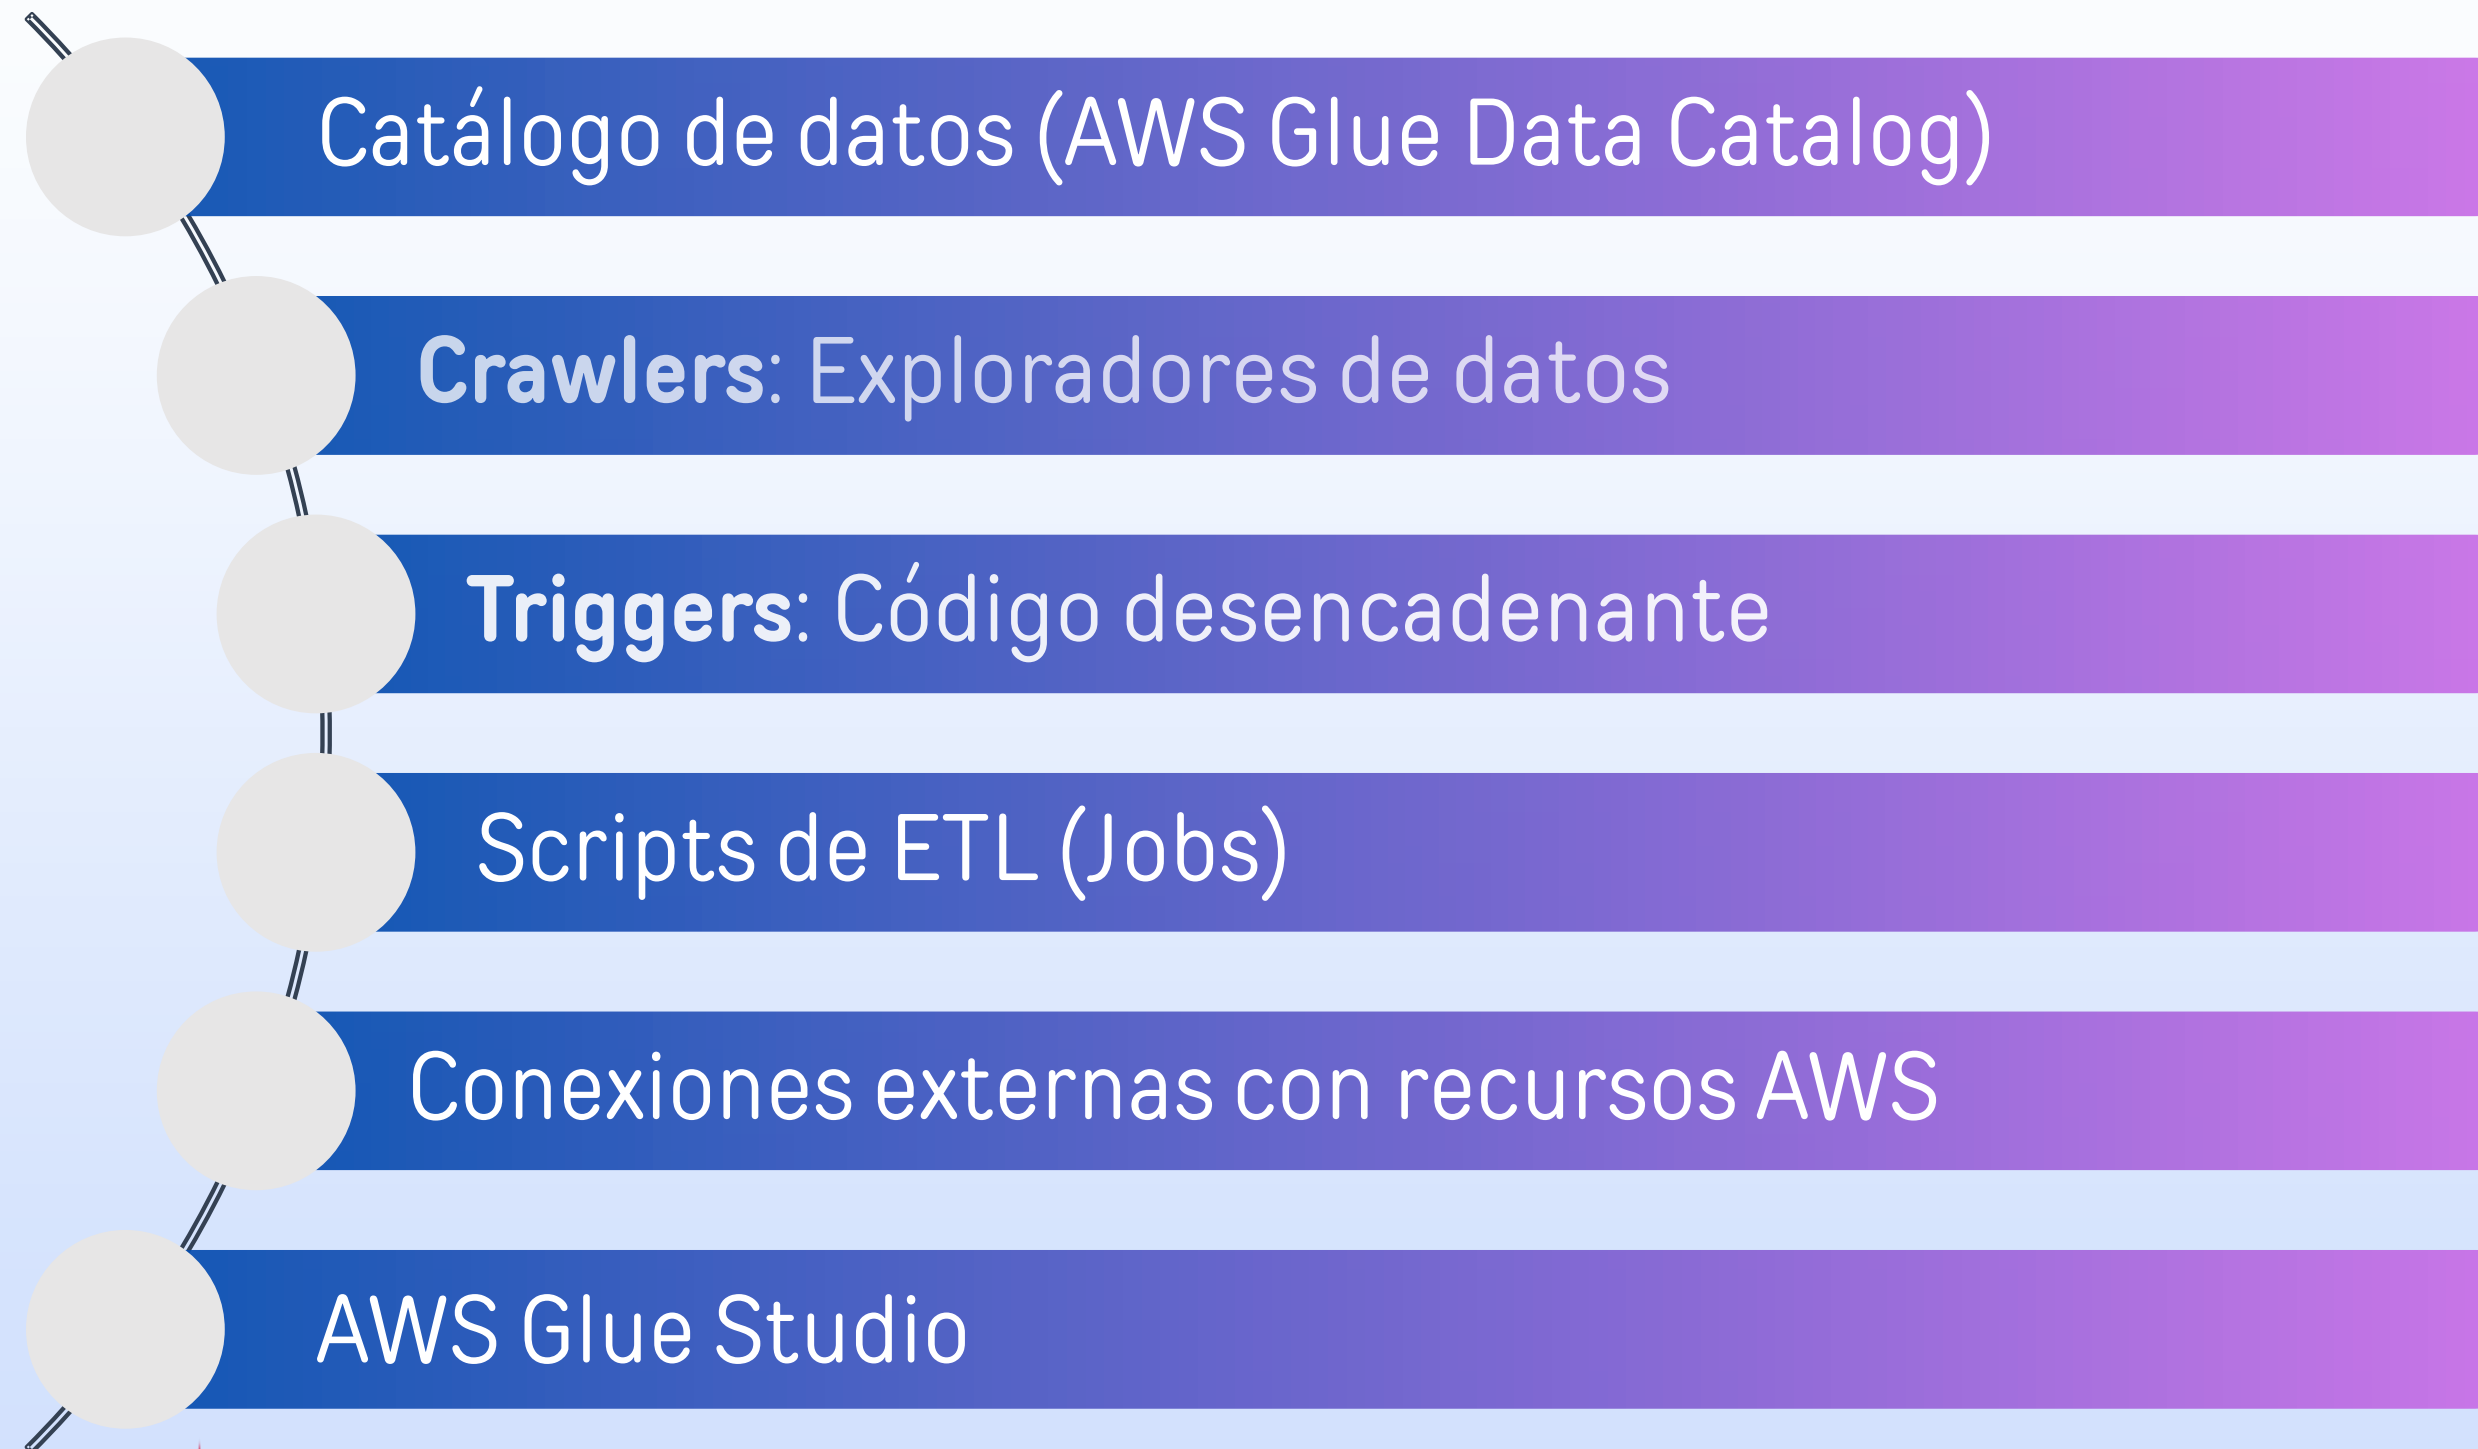 Catálogo de datos (AWS Glue Data Catalog)
Crawlers: Exploradores de datos
Triggers: Código desencadenante
Scripts de ETL (Jobs)
Conexiones externas con recursos AWS
AWS Glue Studio